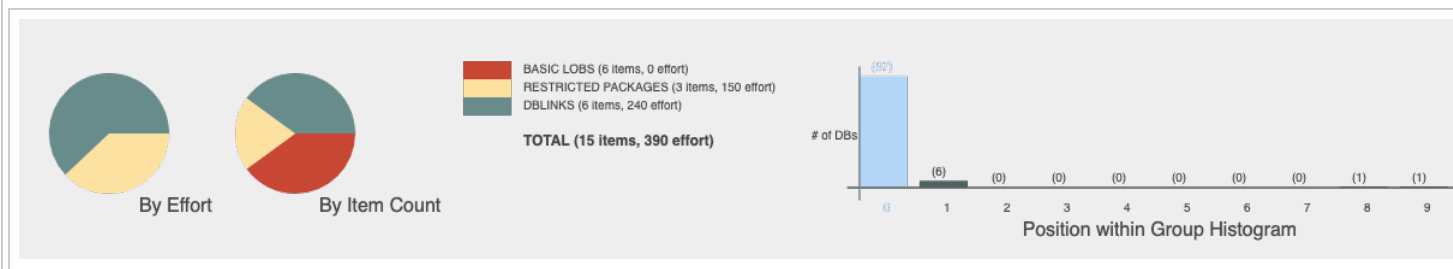 BASIC LOBS (6 items, 0 effort)
RESTRICTED PACKAGES (3 items, 150 effort)
DBLINKS (6 items, 240 effort)
TOTAL (15 items, 390 effort)
By Effort
By Item Count
(97)
# of DBs
(6) (0) (0) (0) (0) (0) (0) (1) (1)
0 1 2 3 4 5 6 7 8 9
Position within Group Histogram